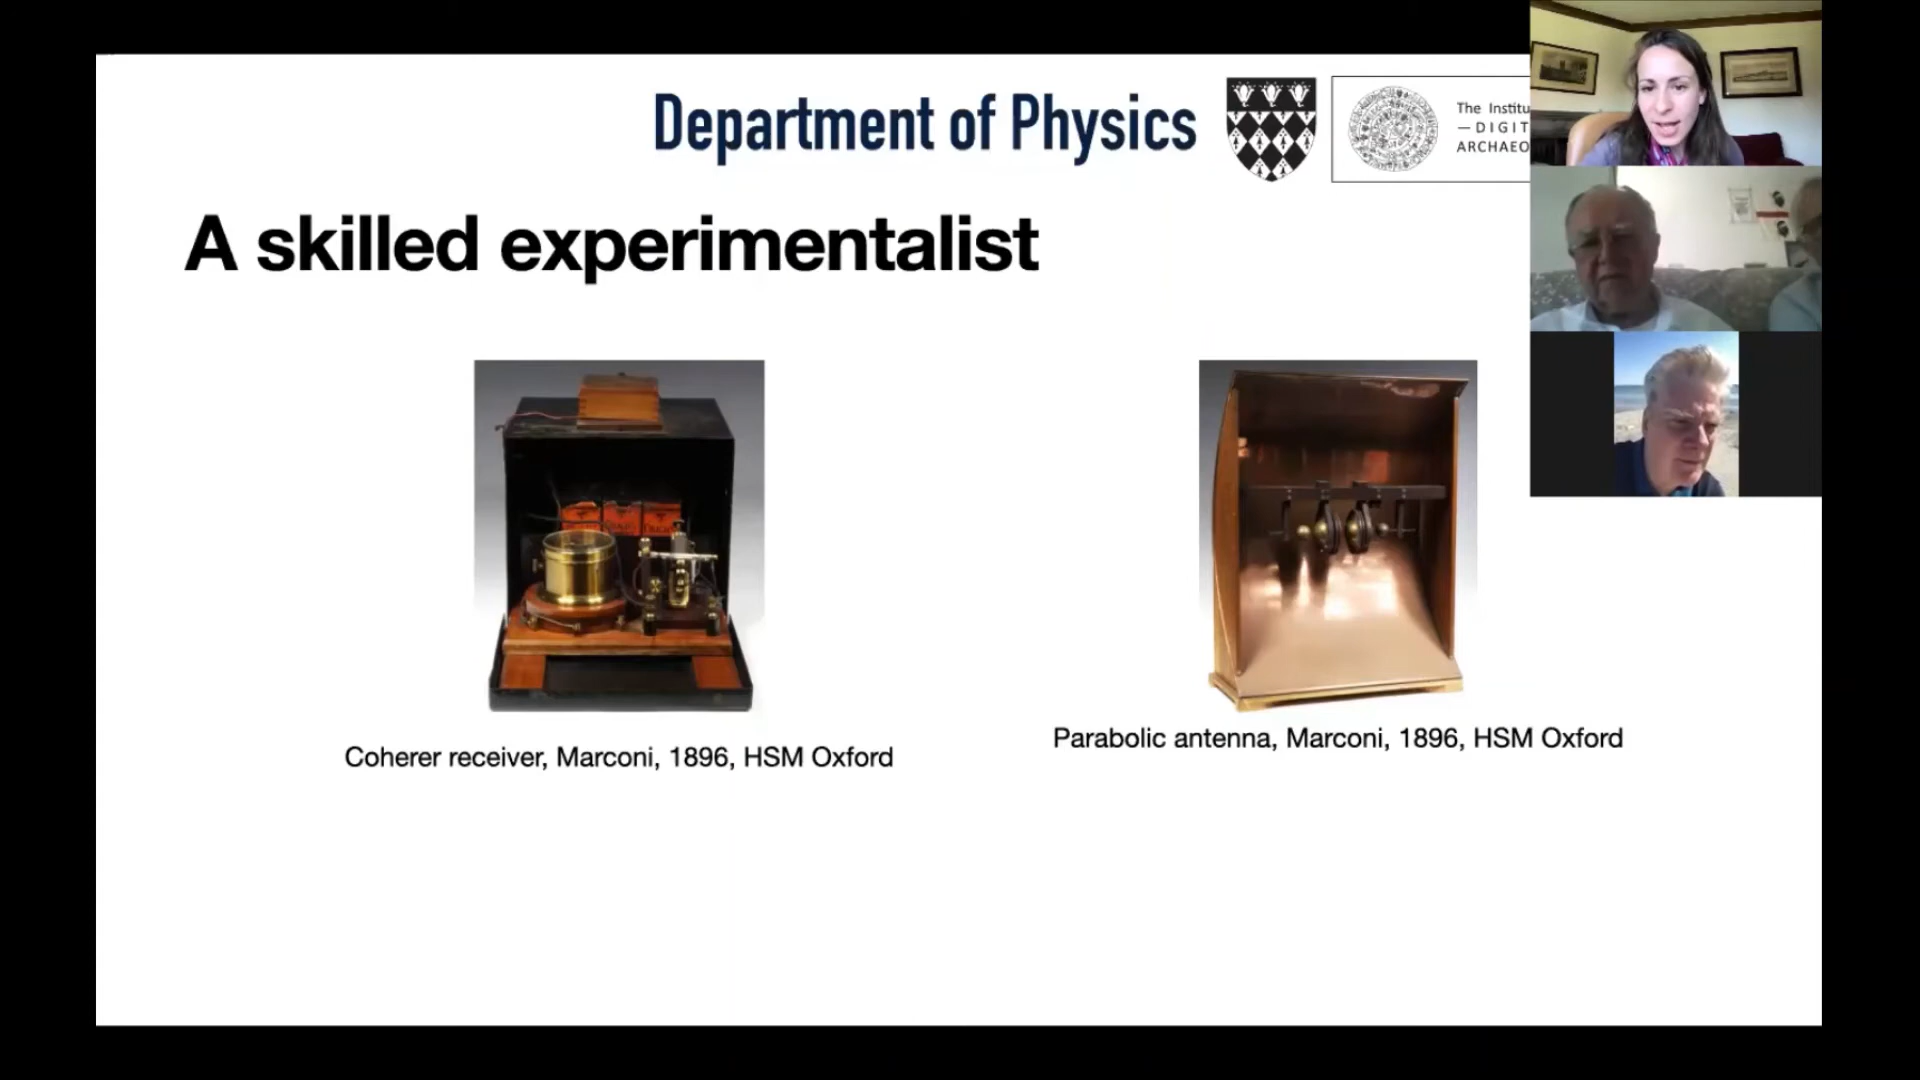 Department of Physics
The Institu
—DIGIT
ARCHAEO
A skilled experimentalist
Coherer receiver, Marconi, 1896, HSM Oxford
Parabolic antenna, Marconi, 1896, HSM Oxford